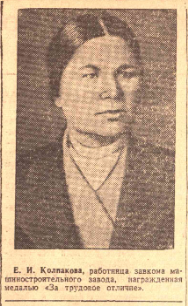 Е. И. Колпакова, работница завкома ма-
шиностроительного завода, награжденная
медалью «За трудовое отличие».